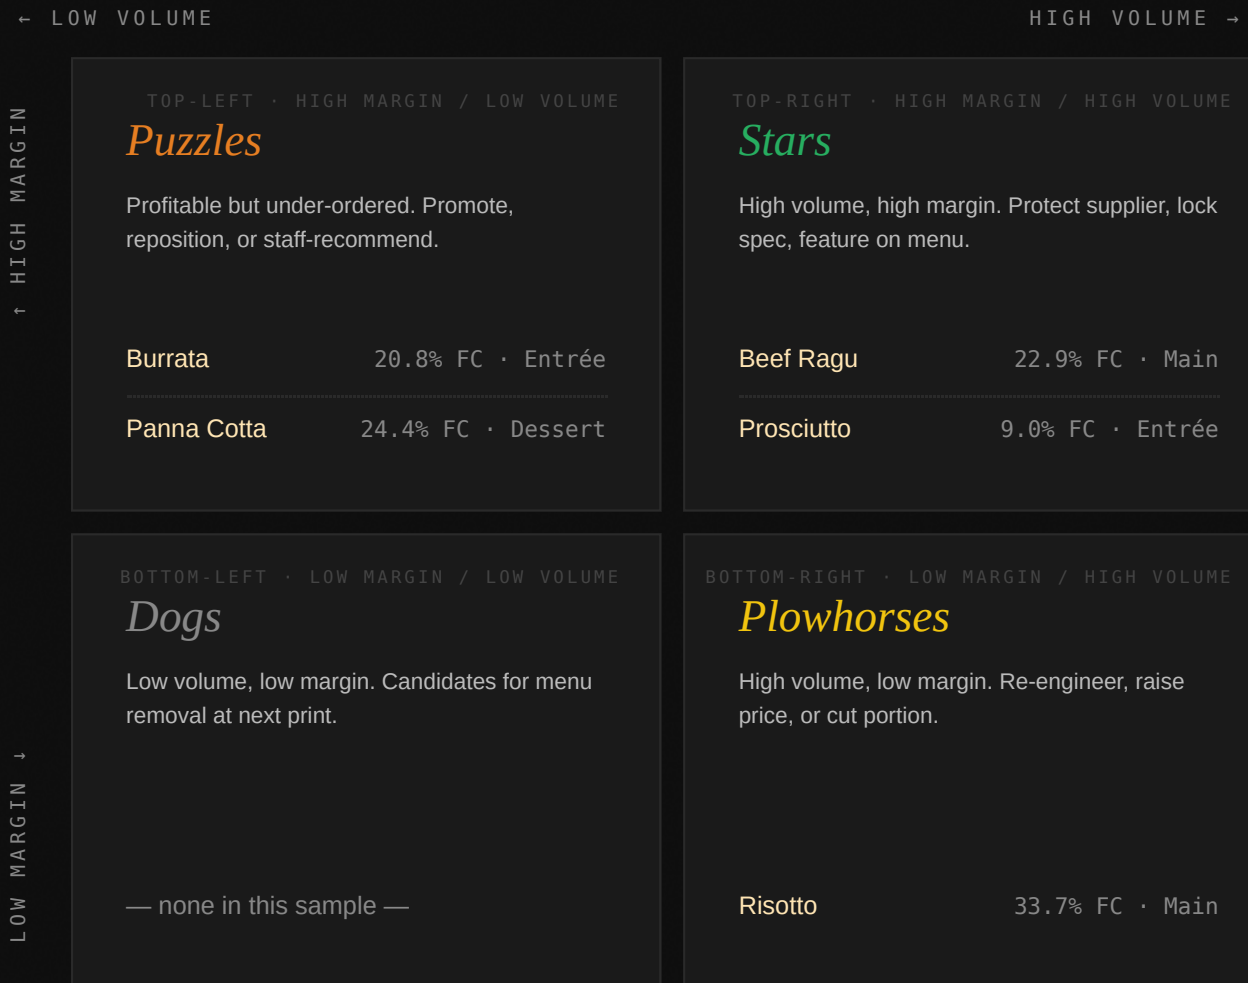 ← LOW VOLUME
HIGH VOLUME →
↑ HIGH MARGIN
TOP-LEFT · HIGH MARGIN / LOW VOLUME
Puzzles
Profitable but under-ordered. Promote,
reposition, or staff-recommend.
Burrata 20.8% FC · Entrée
Panna Cotta 24.4% FC · Dessert
TOP-RIGHT · HIGH MARGIN / HIGH VOLUME
Stars
High volume, high margin. Protect supplier, lock
spec, feature on menu.
Beef Ragu 22.9% FC · Main
Prosciutto 9.0% FC · Entrée
LOW MARGIN ↓
BOTTOM-LEFT · LOW MARGIN / LOW VOLUME
Dogs
Low volume, low margin. Candidates for menu
removal at next print.
— none in this sample —
BOTTOM-RIGHT · LOW MARGIN / HIGH VOLUME
Plowhorses
High volume, low margin. Re-engineer, raise
price, or cut portion.
Risotto 33.7% FC · Main